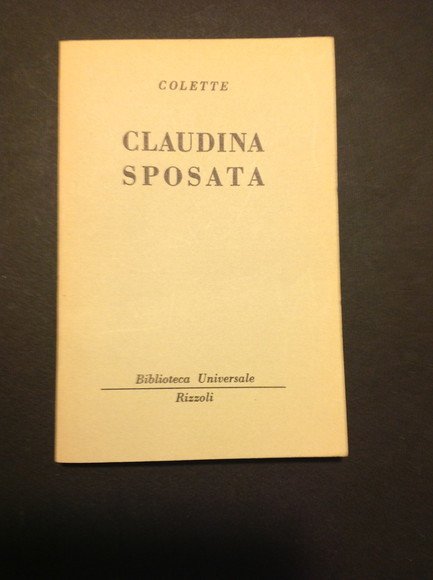 COLETTE
CLAUDINA
SPOSATA
Biblioteca Universale
Rizzoli